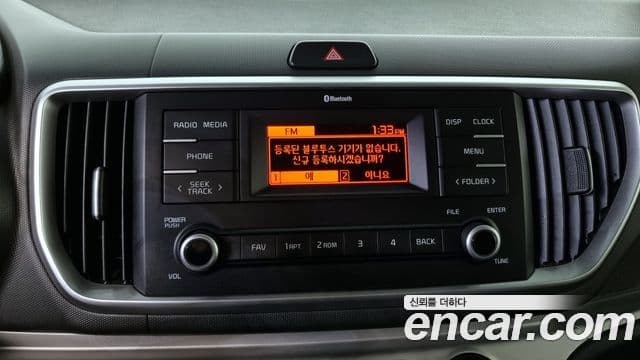 Bluetooth
RADIO MEDIA
PHONE
< SEEK TRACK >
FM 1:33 PM
등록된 블루투스 기기가 없습니다.
신규 등록하시겠습니까?
1 예 2 아니요
DISP CLOCK
MENU
< FOLDER >
POWER PUSH
VOL
FAV 1 RPT 2 RDM 3 4 BACK
FILE ENTER
TUNE
신뢰를 더하다
encar.com